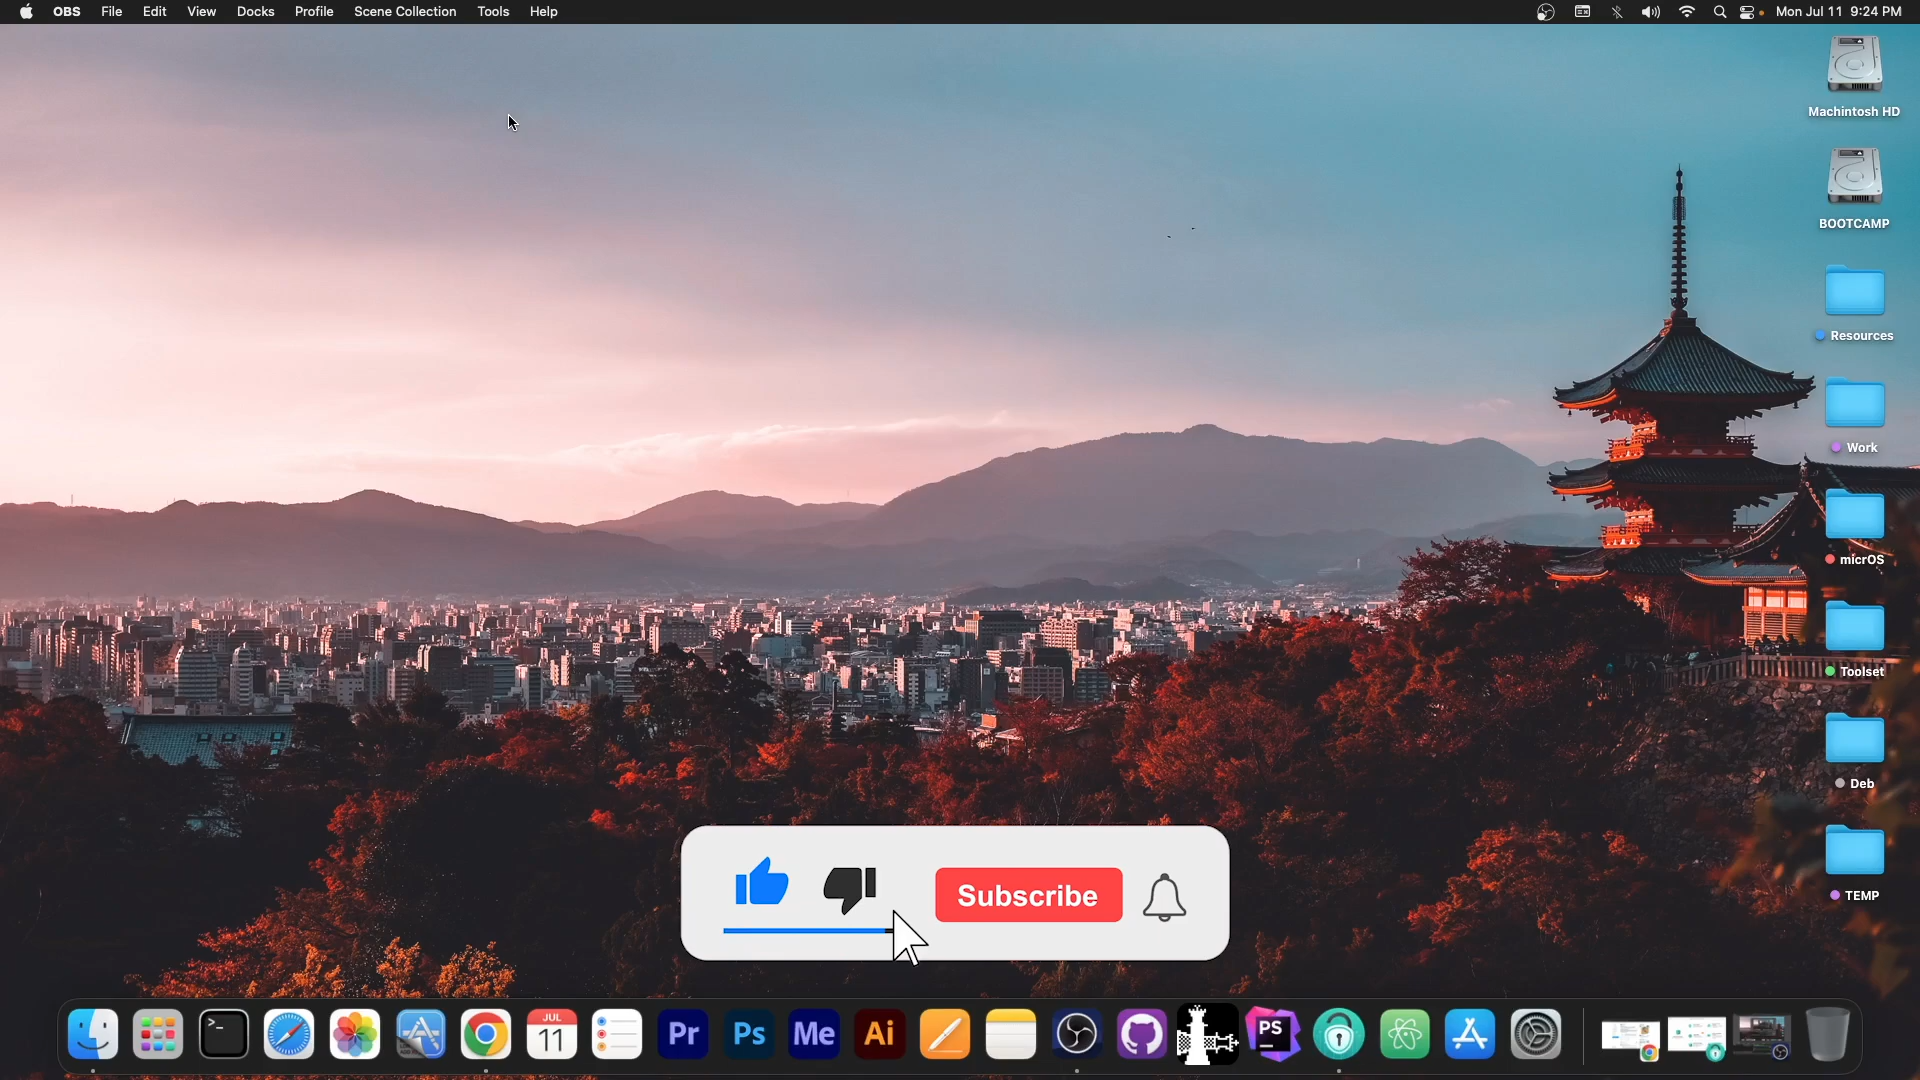 OBS File Edit View Docks Profile Scene Collection Tools Help Mon Jul 11 9:24 PM
Machintosh HD
BOOTCAMP
Resources
Work
micrOS
Toolset
Deb
TEMP
Subscribe
>_
JUL
11
Pr
Ps
Me
Ai
PS